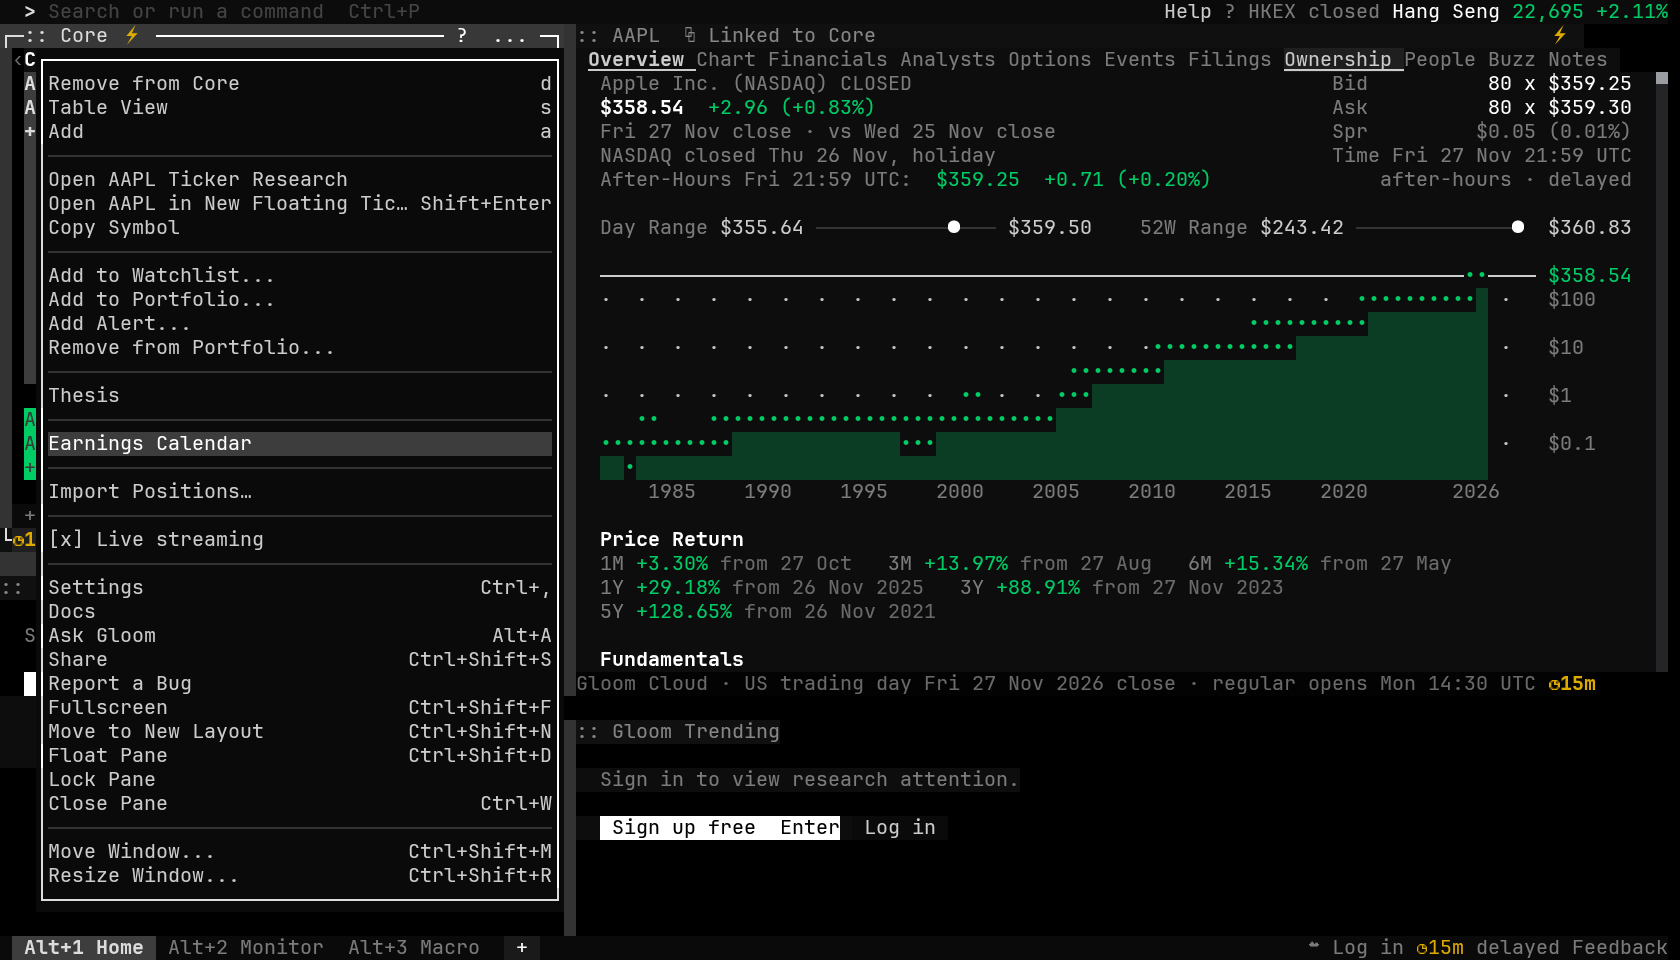 > Search or run a command  Ctrl+P
Help ? HKEX closed Hang Seng 22,695 +2.11%
:: Core ⚡ ? ...
:: AAPL Linked to Core ⚡
Overview Chart Financials Analysts Options Events Filings Ownership People Buzz Notes
‹C
A
A
+
A
A
+
+
◔1
::
S
Remove from Core d
Table View s
Add a
Open AAPL Ticker Research
Open AAPL in New Floating Tic… Shift+Enter
Copy Symbol
Add to Watchlist...
Add to Portfolio...
Add Alert...
Remove from Portfolio...
Thesis
Earnings Calendar
Import Positions…
[x] Live streaming
Settings Ctrl+,
Docs
Ask Gloom Alt+A
Share Ctrl+Shift+S
Report a Bug
Fullscreen Ctrl+Shift+F
Move to New Layout Ctrl+Shift+N
Float Pane Ctrl+Shift+D
Lock Pane
Close Pane Ctrl+W
Move Window... Ctrl+Shift+M
Resize Window... Ctrl+Shift+R
Apple Inc. (NASDAQ) CLOSED Bid 80 x $359.25
$358.54 +2.96 (+0.83%) Ask 80 x $359.30
Fri 27 Nov close · vs Wed 25 Nov close Spr $0.05 (0.01%)
NASDAQ closed Thu 26 Nov, holiday Time Fri 27 Nov 21:59 UTC
After-Hours Fri 21:59 UTC: $359.25 +0.71 (+0.20%) after-hours · delayed
Day Range $355.64 $359.50 52W Range $243.42 $360.83
$358.54
$100
$10
$1
$0.1
1985 1990 1995 2000 2005 2010 2015 2020 2026
Price Return
1M +3.30% from 27 Oct 3M +13.97% from 27 Aug 6M +15.34% from 27 May
1Y +29.18% from 26 Nov 2025 3Y +88.91% from 27 Nov 2023
5Y +128.65% from 26 Nov 2021
Fundamentals
Gloom Cloud · US trading day Fri 27 Nov 2026 close · regular opens Mon 14:30 UTC ◔15m
:: Gloom Trending
Sign in to view research attention.
Sign up free Enter Log in
Alt+1 Home Alt+2 Monitor Alt+3 Macro +
Log in ◔15m delayed Feedback